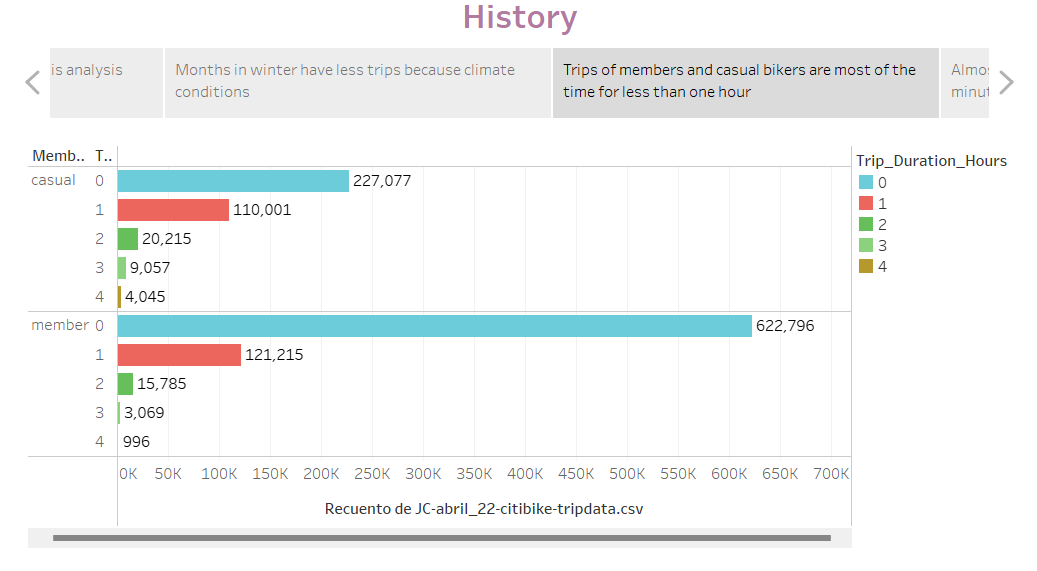 History
is analysis
Months in winter have less trips because climate
conditions
Trips of members and casual bikers are most of the
time for less than one hour
Almos
minut
Memb.. T..
casual 0 227,077
1 110,001
2 20,215
3 9,057
4 4,045
member 0 622,796
1 121,215
2 15,785
3 3,069
4 996
0K 50K 100K 150K 200K 250K 300K 350K 400K 450K 500K 550K 600K 650K 700K
Recuento de JC-abril_22-citibike-tripdata.csv
Trip_Duration_Hours
0
1
2
3
4